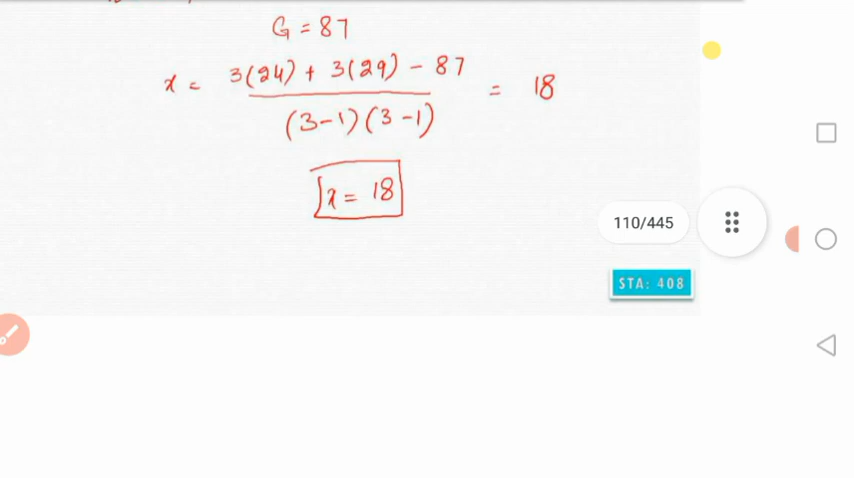 G = 87
x = 3(24) + 3(29) - 87 / (3-1)(3-1) = 18
x = 18
110/445
STA: 408